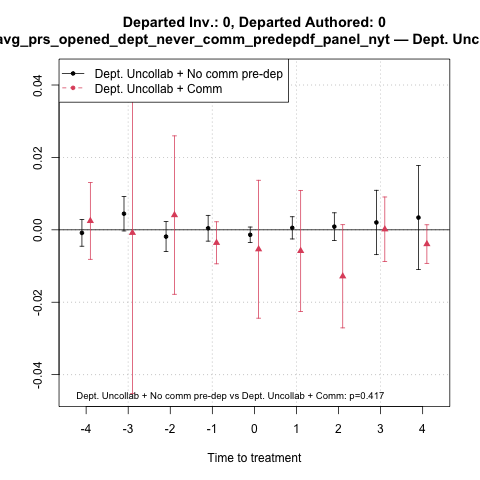 Departed Inv.: 0, Departed Authored: 0
avg_prs_opened_dept_never_comm_predepdf_panel_nyt — Dept. Unc
Dept. Uncollab + No comm pre-dep
Dept. Uncollab + Comm
0.04
0.02
0.00
-0.02
-0.04
Dept. Uncollab + No comm pre-dep vs Dept. Uncollab + Comm: p=0.417
-4 -3 -2 -1 0 1 2 3 4
Time to treatment